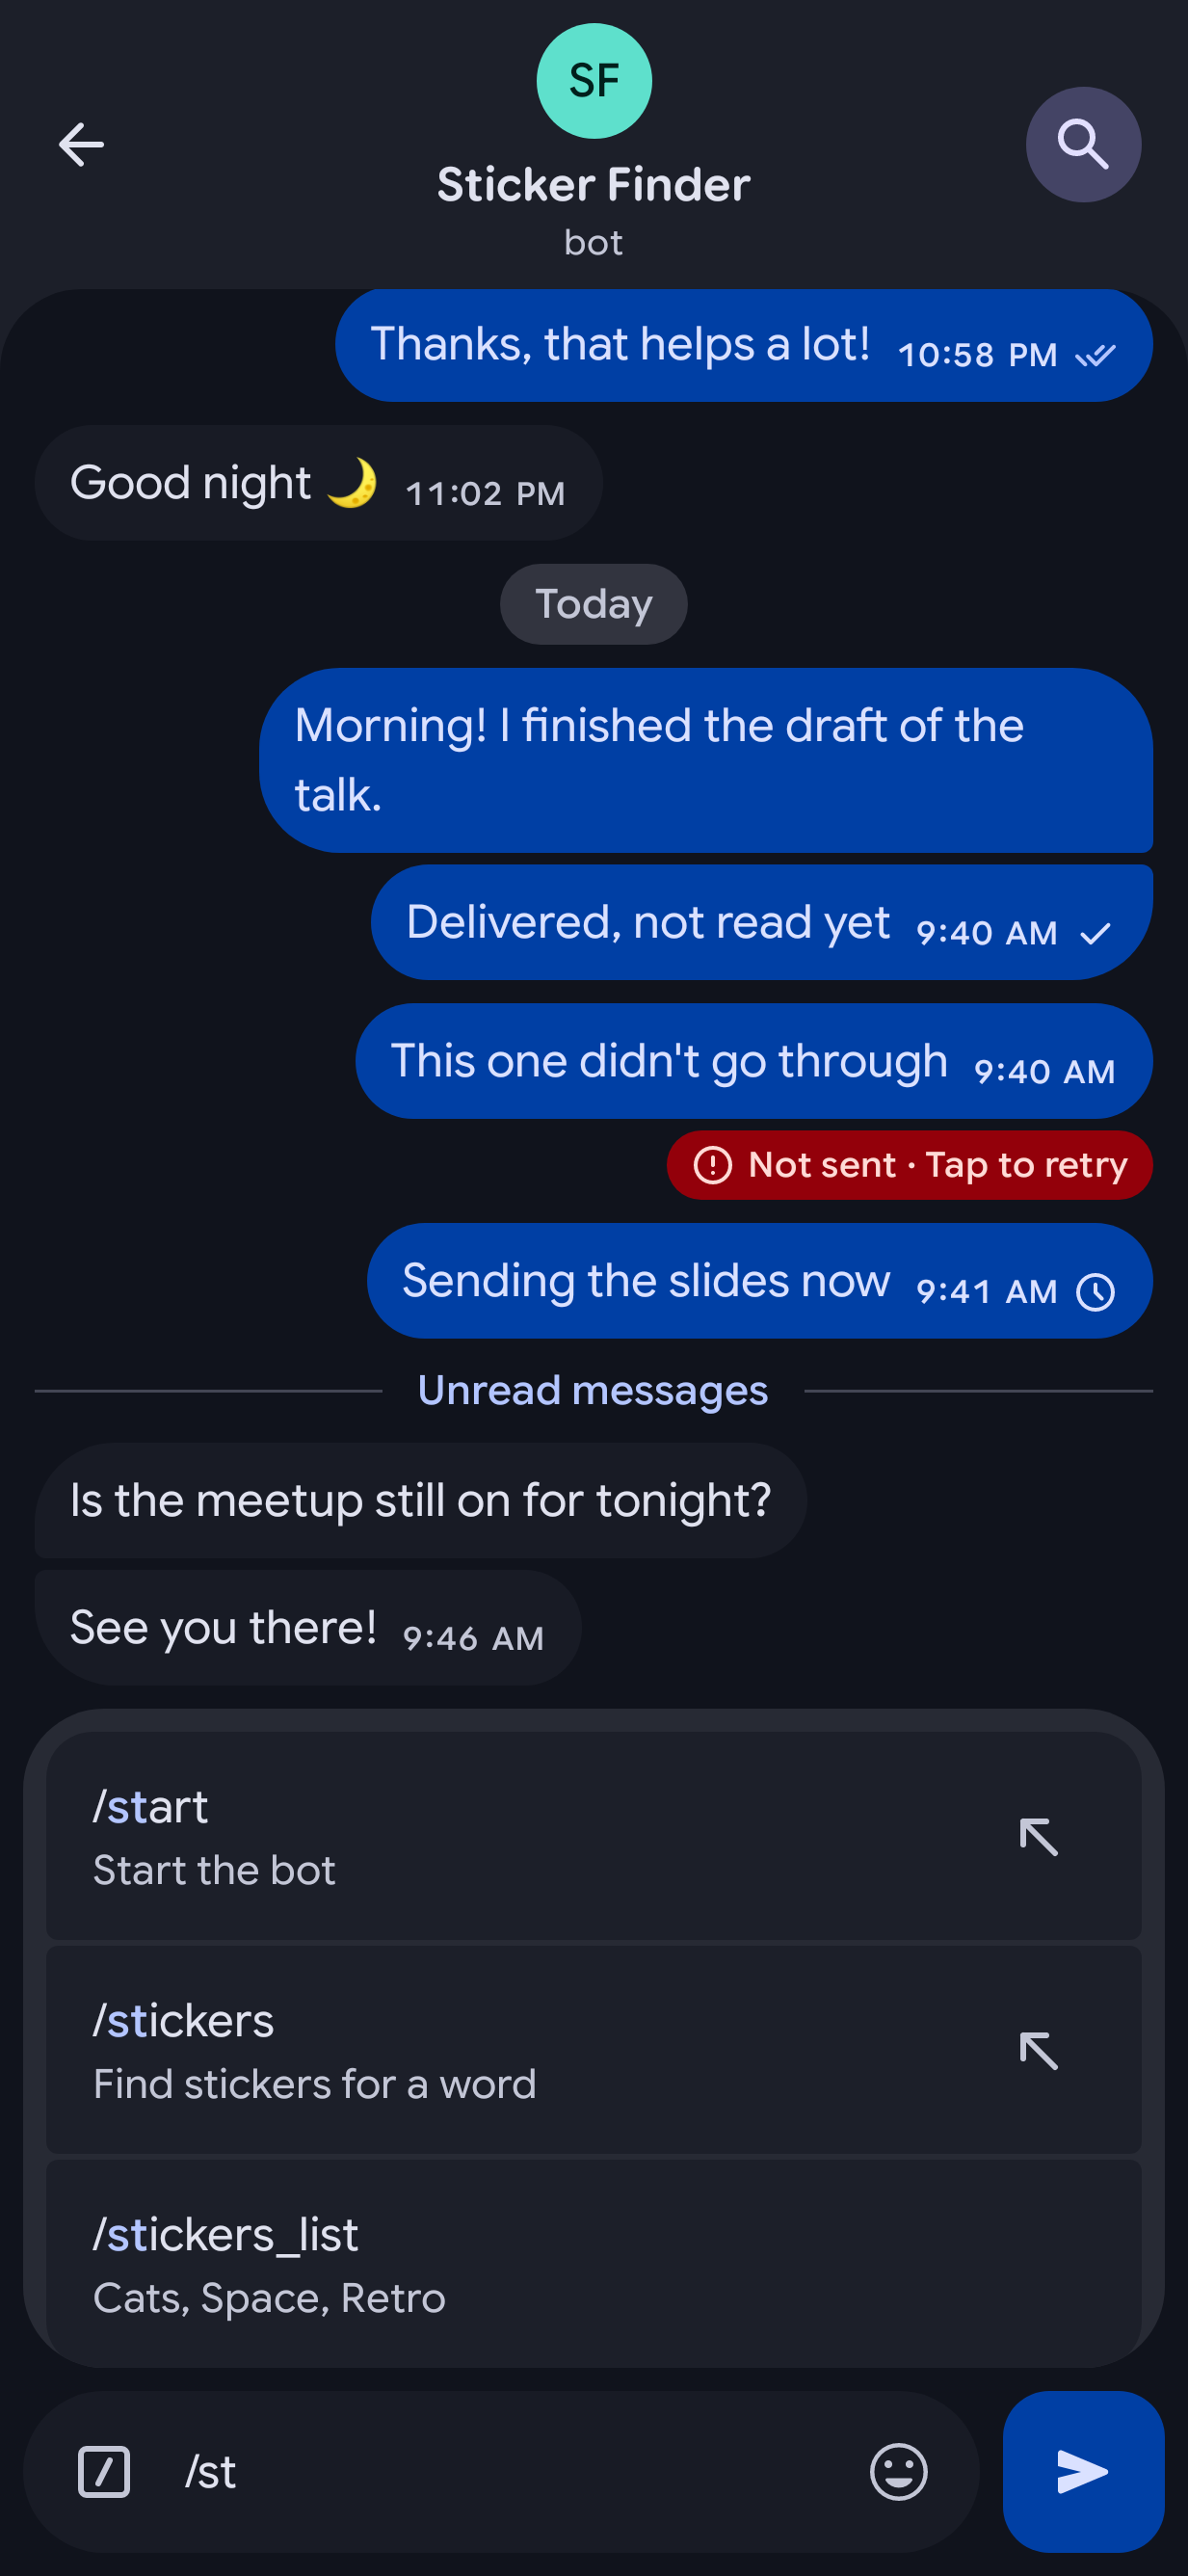 SF
Sticker Finder
bot
Thanks, that helps a lot! 10:58 PM
Good night 🌙 11:02 PM
Today
Morning! I finished the draft of the
talk.
Delivered, not read yet 9:40 AM
This one didn't go through 9:40 AM
Not sent · Tap to retry
Sending the slides now 9:41 AM
Unread messages
Is the meetup still on for tonight?
See you there! 9:46 AM
/start
Start the bot
/stickers
Find stickers for a word
/stickers_list
Cats, Space, Retro
/st